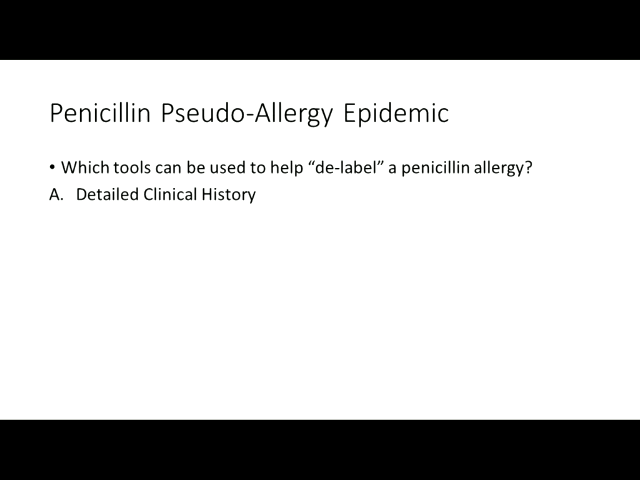 Penicillin Pseudo-Allergy Epidemic
• Which tools can be used to help “de-label” a penicillin allergy?
A. Detailed Clinical History